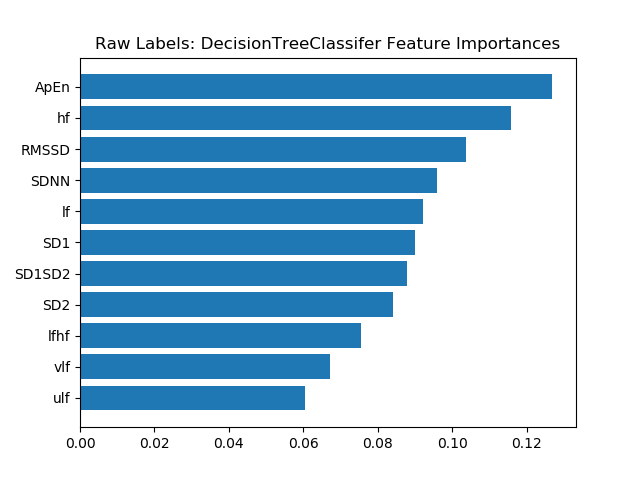 Raw Labels: DecisionTreeClassifer Feature Importances
ApEn
hf
RMSSD
SDNN
lf
SD1
SD1SD2
SD2
lfhf
vlf
ulf
0.00 0.02 0.04 0.06 0.08 0.10 0.12